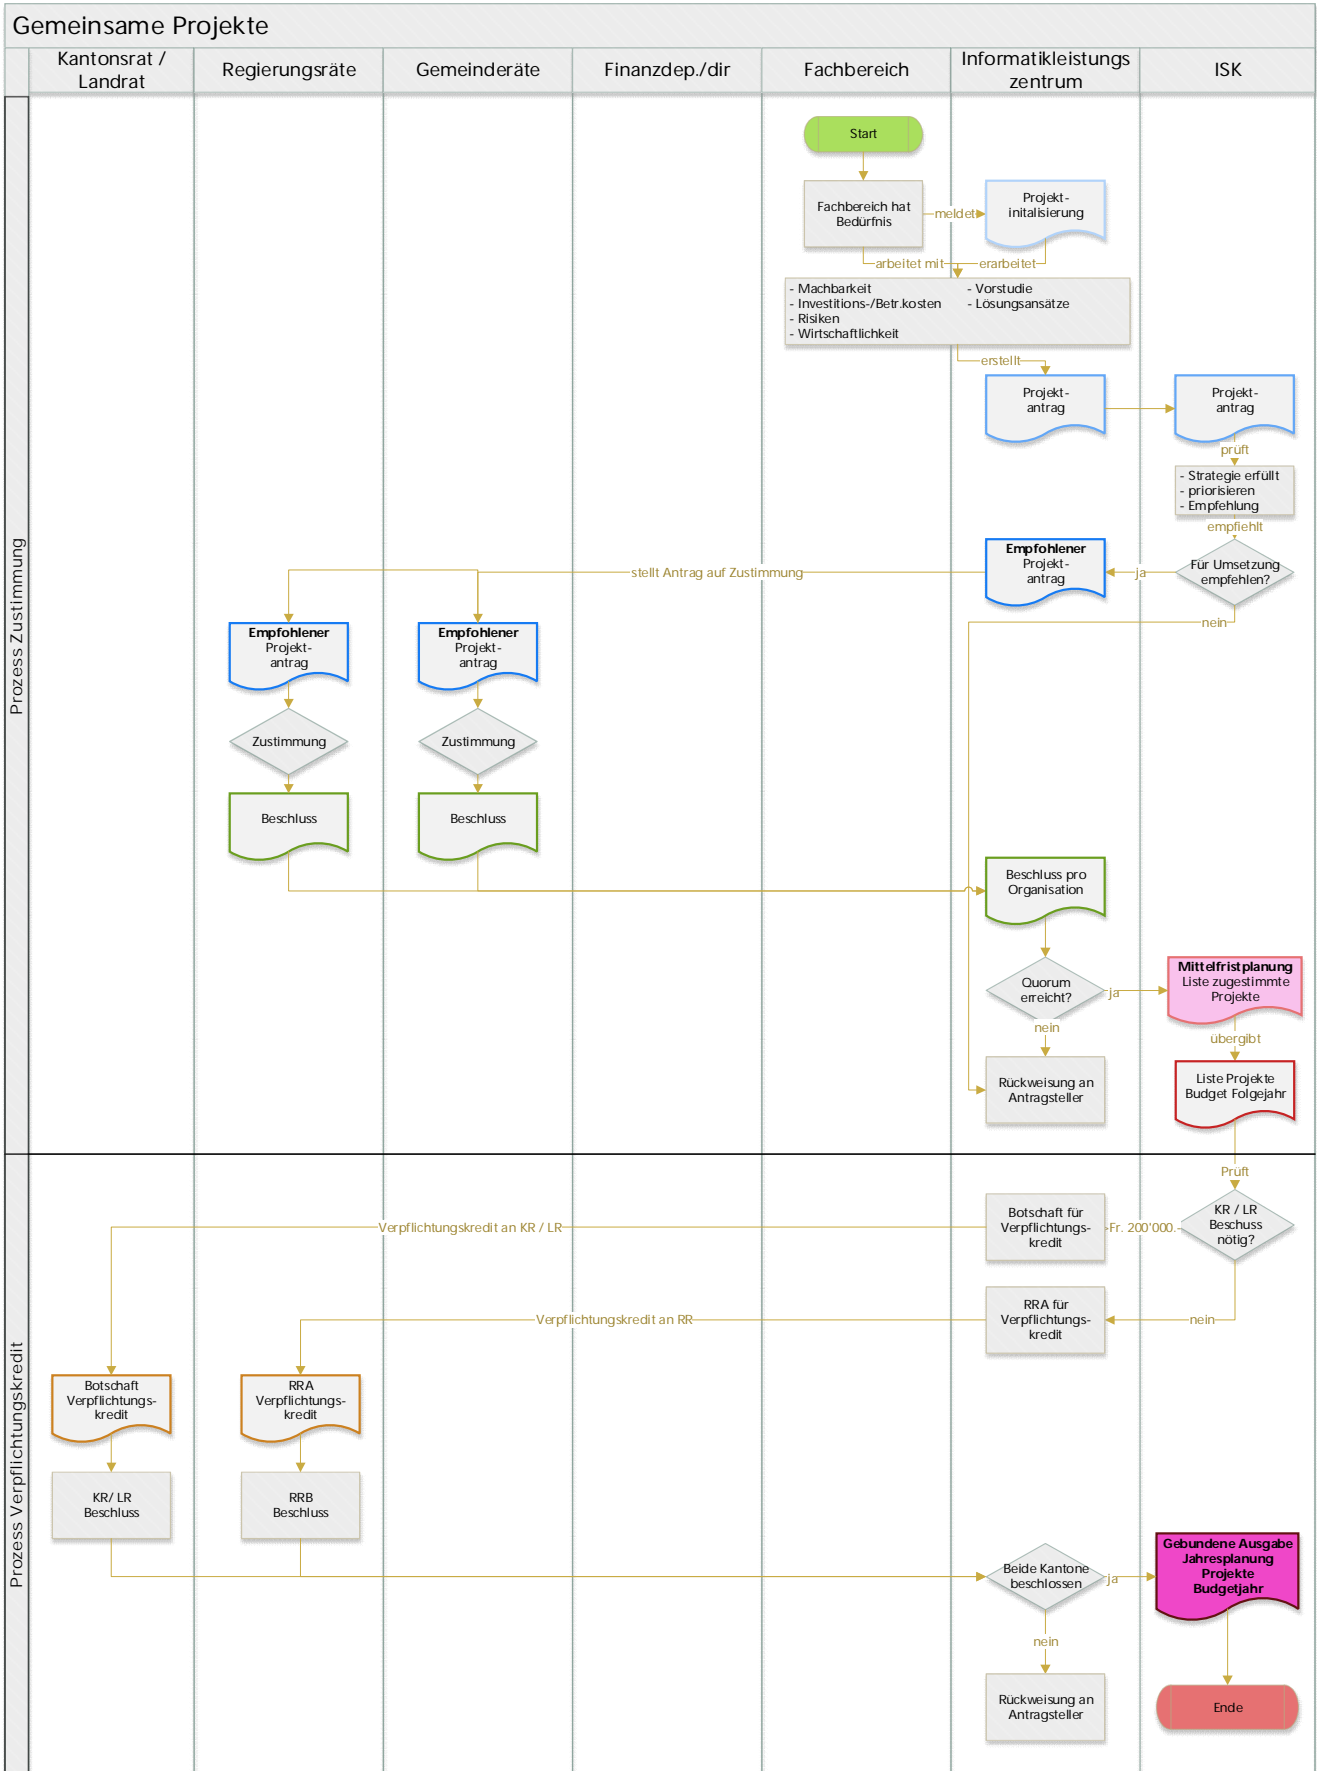 Gemeinsame Projekte
Kantonsrat /
Landrat
Regierungsräte
Gemeinderäte
Finanzdep./dir
Fachbereich
Informatikleistungs
zentrum
ISK
Prozess Zustimmung
Start
Fachbereich hat
Bedürfnis
meldet
Projekt-
initalisierung
arbeitet mit
erarbeitet
- Machbarkeit
- Investitions-/Betr.kosten
- Risiken
- Wirtschaftlichkeit
- Vorstudie
- Lösungsansätze
erstellt
Projekt-
antrag
Projekt-
antrag
prüft
- Strategie erfüllt
- priorisieren
- Empfehlung
empfiehlt
Für Umsetzung
empfehlen?
ja
nein
Empfohlener
Projekt-
antrag
stellt Antrag auf Zustimmung
Empfohlener
Projekt-
antrag
Empfohlener
Projekt-
antrag
Zustimmung
Zustimmung
Beschluss
Beschluss
Beschluss pro
Organisation
Quorum
erreicht?
ja
nein
Mittelfristplanung
Liste zugestimmte
Projekte
übergibt
Rückweisung an
Antragsteller
Liste Projekte
Budget Folgejahr
Prozess Verpflichtungskredit
Prüft
KR / LR
Beschuss
nötig?
Fr. 200'000.-
Botschaft für
Verpflichtungs-
kredit
Verpflichtungskredit an KR / LR
nein
RRA für
Verpflichtungs-
kredit
Verpflichtungskredit an RR
Botschaft
Verpflichtungs-
kredit
RRA
Verpflichtungs-
kredit
KR/ LR
Beschluss
RRB
Beschluss
Beide Kantone
beschlossen
ja
nein
Gebundene Ausgabe
Jahresplanung
Projekte
Budgetjahr
Rückweisung an
Antragsteller
Ende